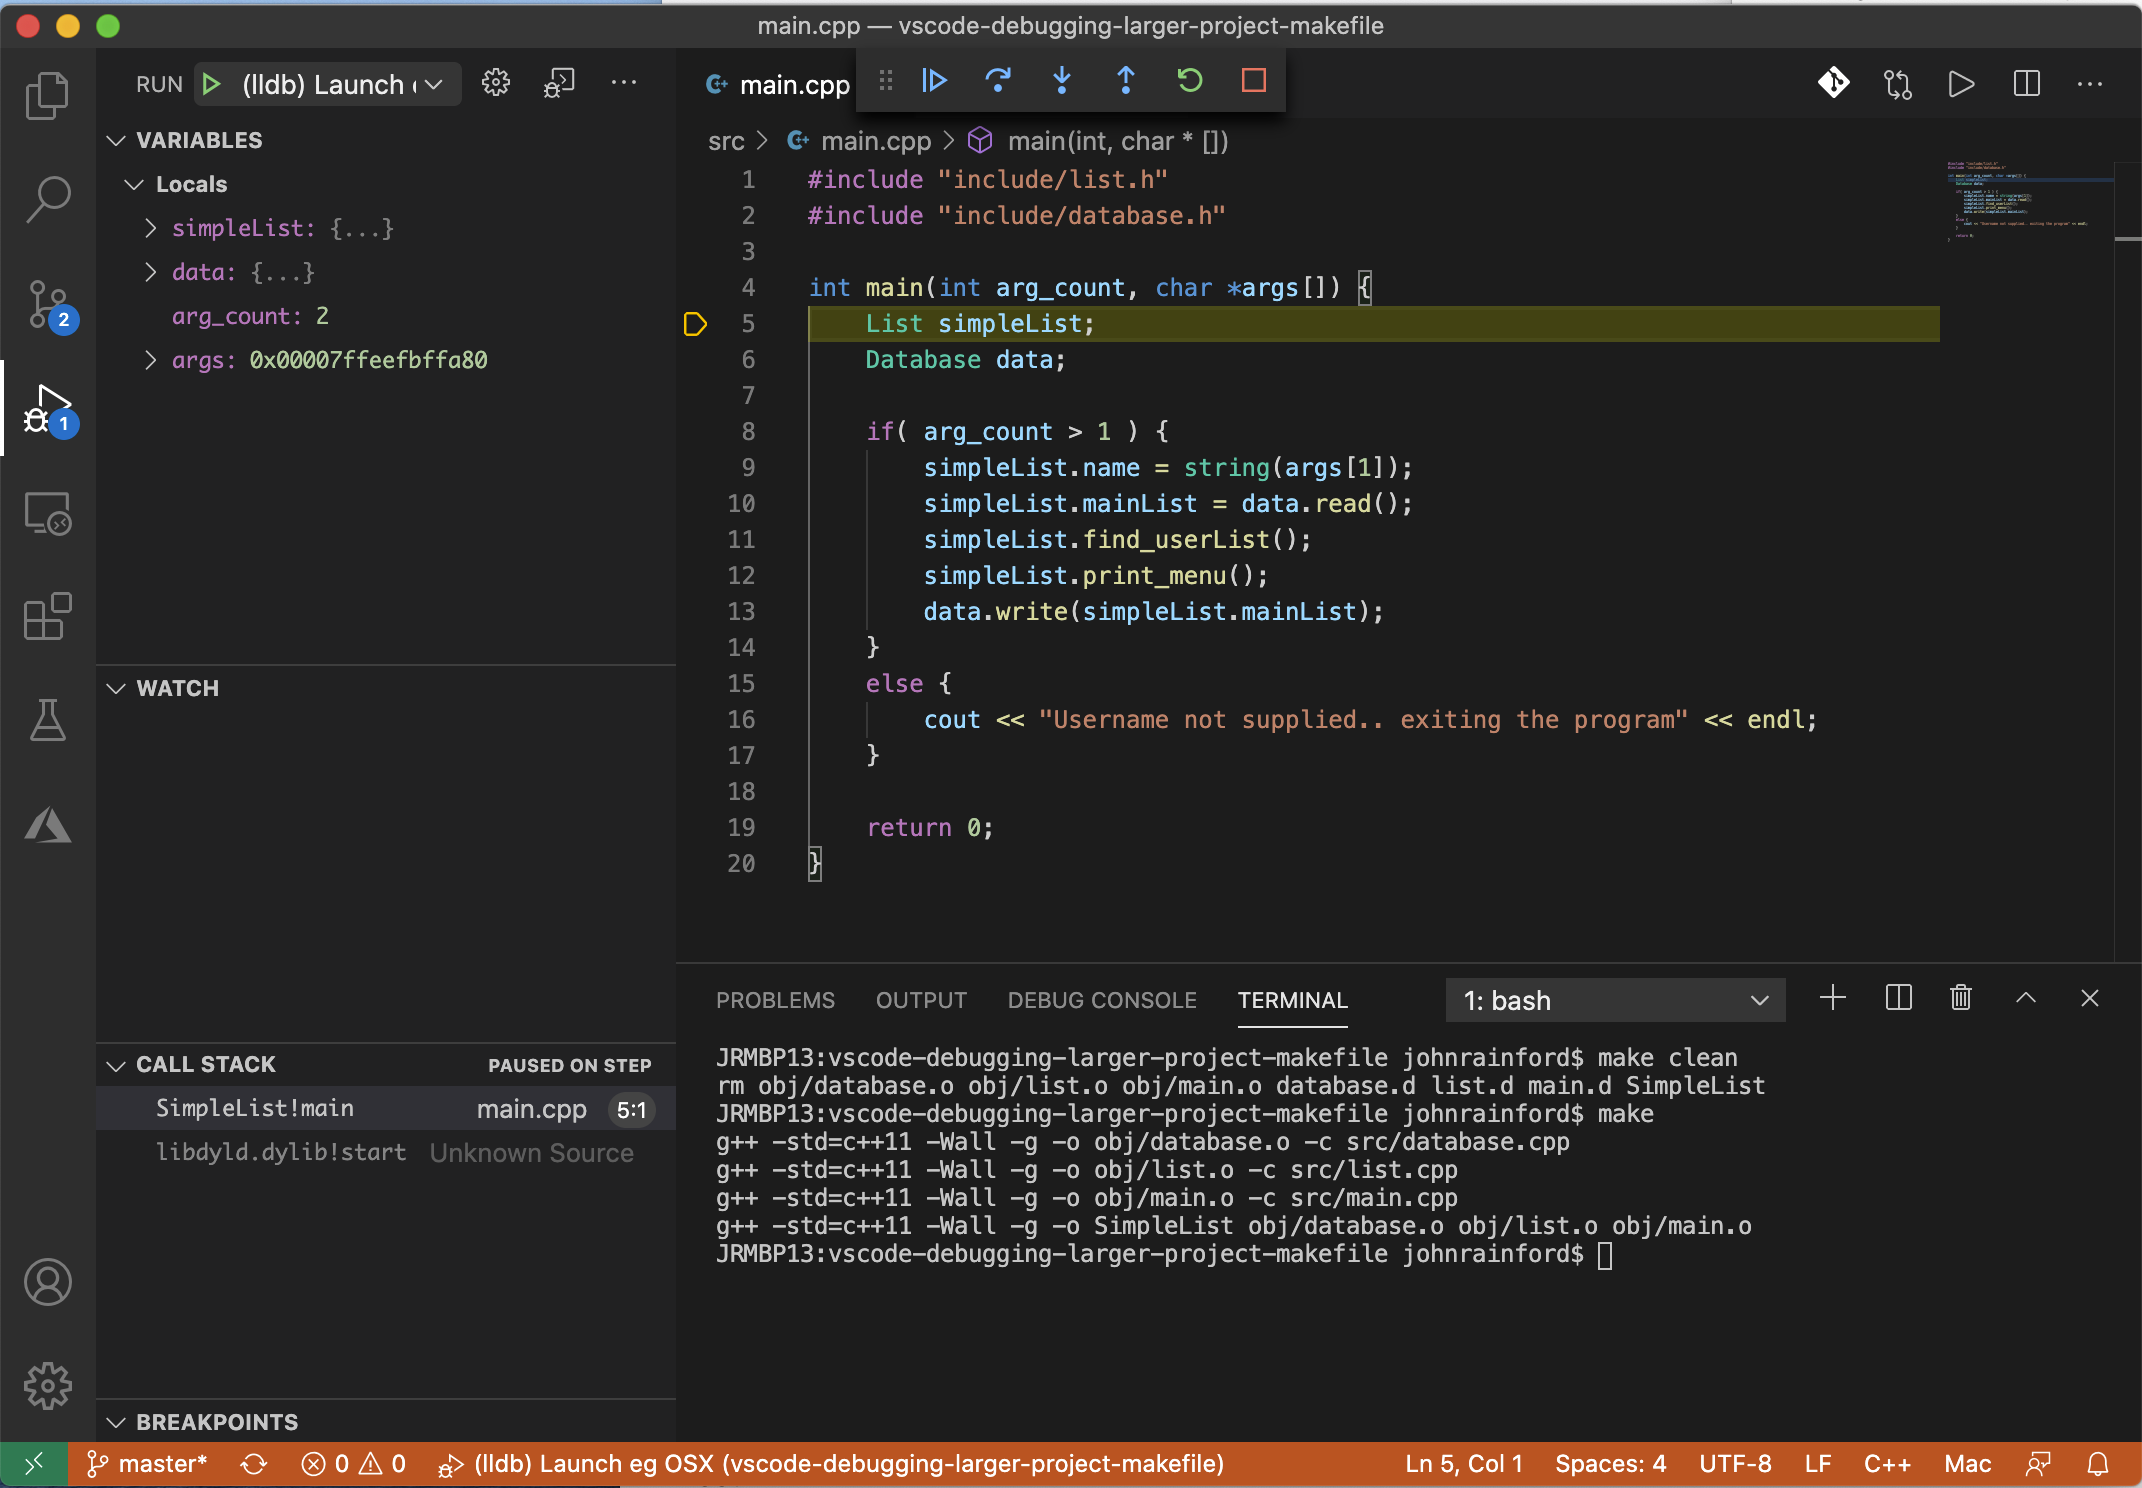 main.cpp — vscode-debugging-larger-project-makefile
RUN (lldb) Launch
VARIABLES
Locals
simpleList: {...}
data: {...}
arg_count: 2
args: 0x00007ffeefbffa80
2
1
WATCH
CALL STACK PAUSED ON STEP
SimpleList!main main.cpp 5:1
libdyld.dylib!start Unknown Source
BREAKPOINTS
main.cpp
src > main.cpp > main(int, char * [])
1 #include "include/list.h"
2 #include "include/database.h"
3
4 int main(int arg_count, char *args[]) {
5 List simpleList;
6 Database data;
7
8 if( arg_count > 1 ) {
9 simpleList.name = string(args[1]);
10 simpleList.mainList = data.read();
11 simpleList.find_userList();
12 simpleList.print_menu();
13 data.write(simpleList.mainList);
14 }
15 else {
16 cout << "Username not supplied.. exiting the program" << endl;
17 }
18
19 return 0;
20 }
PROBLEMS OUTPUT DEBUG CONSOLE TERMINAL 1: bash
JRMBP13:vscode-debugging-larger-project-makefile johnrainford$ make clean
rm obj/database.o obj/list.o obj/main.o database.d list.d main.d SimpleList
JRMBP13:vscode-debugging-larger-project-makefile johnrainford$ make
g++ -std=c++11 -Wall -g -o obj/database.o -c src/database.cpp
g++ -std=c++11 -Wall -g -o obj/list.o -c src/list.cpp
g++ -std=c++11 -Wall -g -o obj/main.o -c src/main.cpp
g++ -std=c++11 -Wall -g -o SimpleList obj/database.o obj/list.o obj/main.o
JRMBP13:vscode-debugging-larger-project-makefile johnrainford$
master* 0 0 (lldb) Launch eg OSX (vscode-debugging-larger-project-makefile) Ln 5, Col 1 Spaces: 4 UTF-8 LF C++ Mac